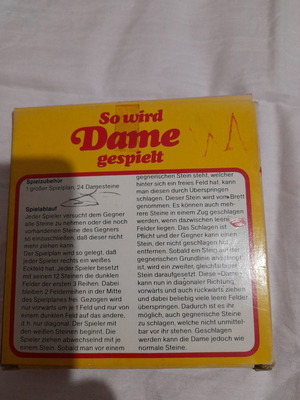 So wird
Dame
gespielt
Spielzubehör
1 großer Spielplan, 24 Damesteine
Spielablauf
Jeder Spieler versucht dem Gegner
alle Steine zu nehmen oder die noch
vorhandenen Steine des Gegners
so einzuschließen, daß dieser nicht
mehr ziehen kann.
Der Spielplan wird so gelegt, daß
jeder Spieler rechts ein weißes
Eckfeld hat. Jeder Spieler besetzt
mit seinen 12 Steinen die dunklen
Felder der ersten 3 Reihen. Dabei
bleiben 2 Felderreihen in der Mitte
des Spielplanes frei. Gezogen wird
nur vorwärts um je 1 Feld und nur von
einem dunklen Feld auf das andere,
d. h. nur diagonal. Der Spieler mit
den weißen Steinen beginnt. Die
Spieler ziehen abwechselnd mit je
einem Stein. Sobald man vor einem
gegnerischen Stein steht, welcher
hinter sich ein freies Feld hat, kann
man diesen durch Überspringen
schlagen. Dieser Stein wird vom Brett
genommen. Es können auch meh-
rere Steine in einem Zug geschlagen
werden, wenn dazwischen leere
Felder liegen. Das Schlagen ist
Pflicht und der Gegner kann einen
Stein, der nicht geschlagen hat,
entfernen. Sobald ein Stein auf der
gegnerischen Grundlinie anlangt
ist, wird ein zweiter, gleichfarbiger
Stein daraufgesetzt. Diese »Dame«
kann nun in diagonaler Richtung
vorwärts und auch rückwärts ziehen
und dabei beliebig viele leere Felder
überspringen. Dadurch ist es ihr
möglich, auch gegnerische Steine
zu schlagen, welche nicht unmittel-
bar vor ihr stehen. Geschlagen
werden kann die Dame jedoch wie
normale Steine.